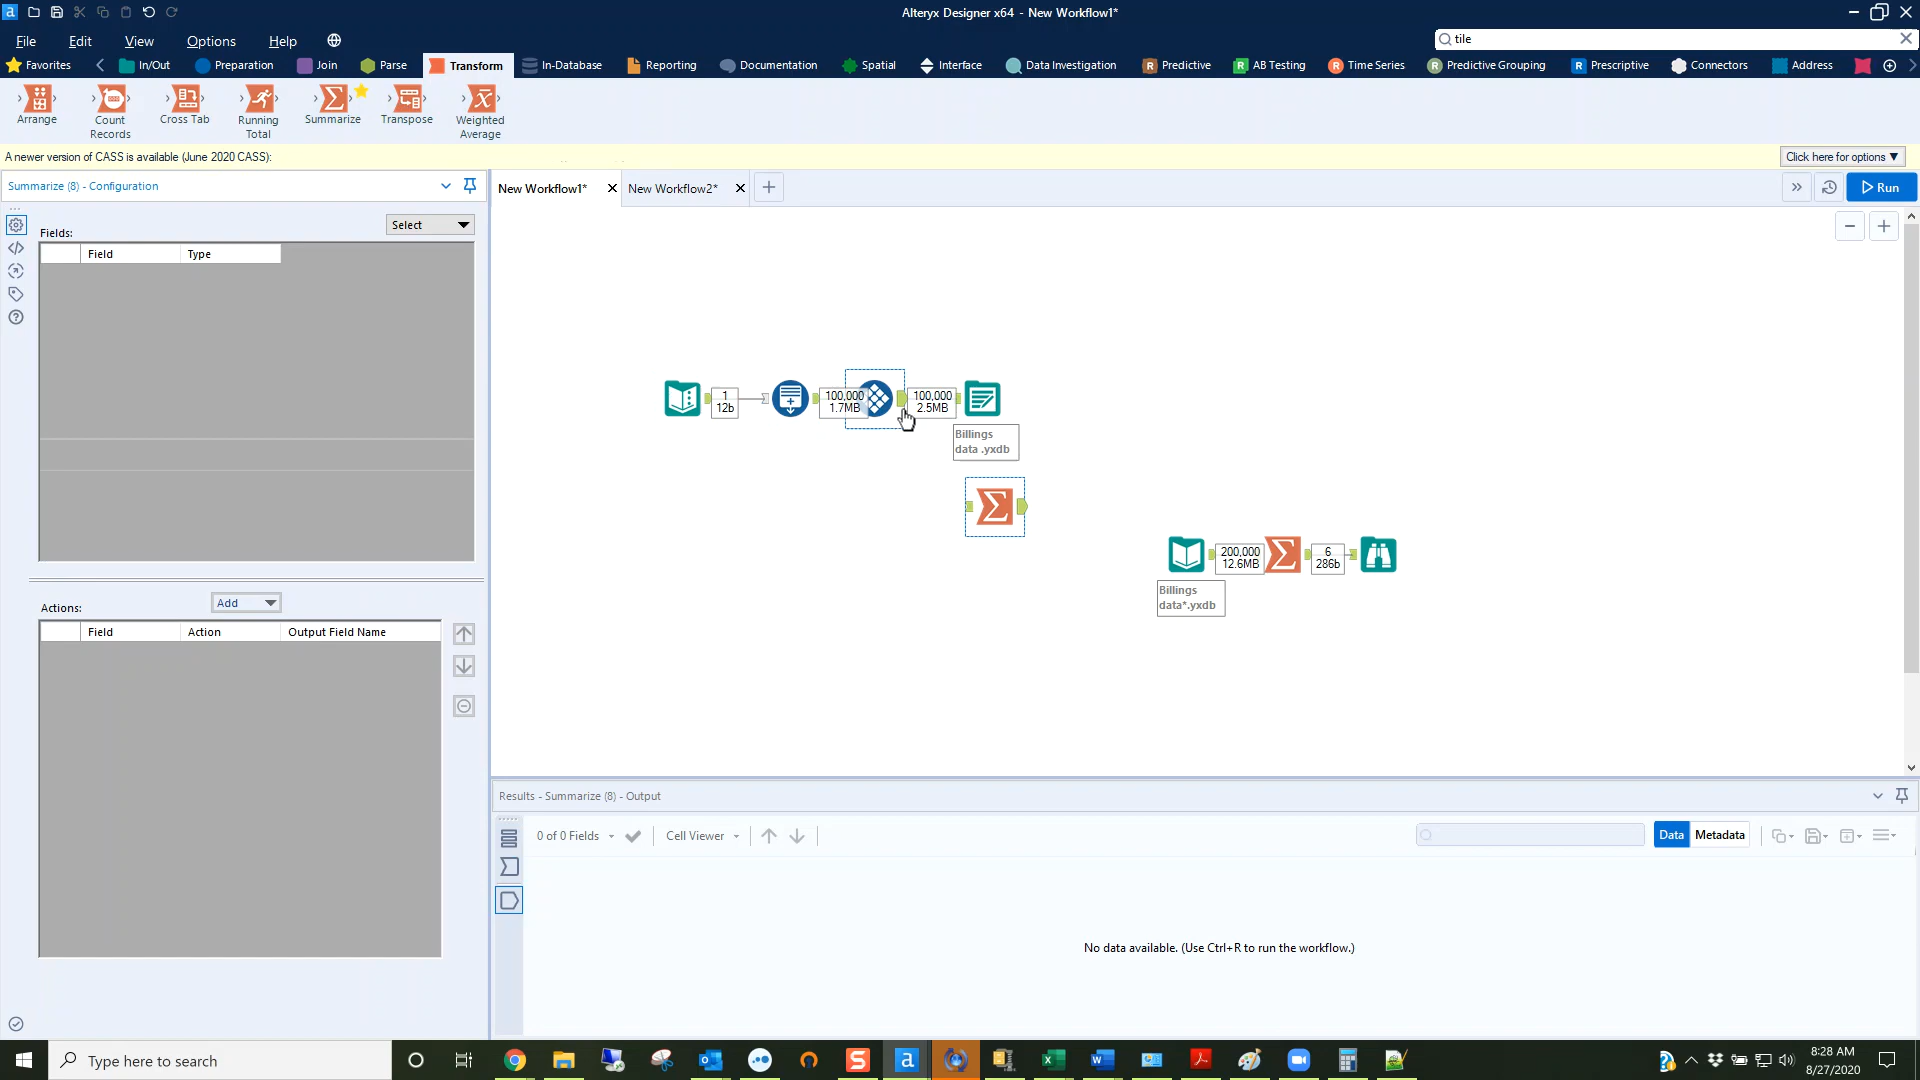 Alteryx Designer x64 - New Workflow1*
File Edit View Options Help
tile
Favorites In/Out Preparation Join Parse Transform In-Database Reporting Documentation Spatial Interface Data Investigation Predictive AB Testing Time Series Predictive Grouping Prescriptive Connectors Address
Arrange Count Records Cross Tab Running Total Summarize Transpose Weighted Average
A newer version of CASS is available (June 2020 CASS):
Click here for options ▼
Summarize (8) - Configuration
New Workflow1* New Workflow2*
Run
Fields:
Select
Field Type
1
12b
100,000
1.7MB
100,000
2.5MB
Billings
data .yxdb
200,000
12.6MB
6
286b
Billings
data*.yxdb
Actions:
Add
Field Action Output Field Name
Results - Summarize (8) - Output
0 of 0 Fields Cell Viewer
Data Metadata
No data available. (Use Ctrl+R to run the workflow.)
Type here to search
8:28 AM
8/27/2020